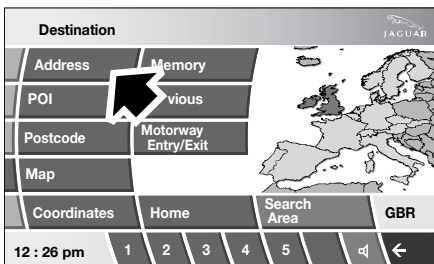 Destination
JAGUAR
Address Memory
POI vious
Postcode Motorway
Entry/Exit
Map
Coordinates Home Search
Area GBR
12 : 26 pm 1 2 3 4 5